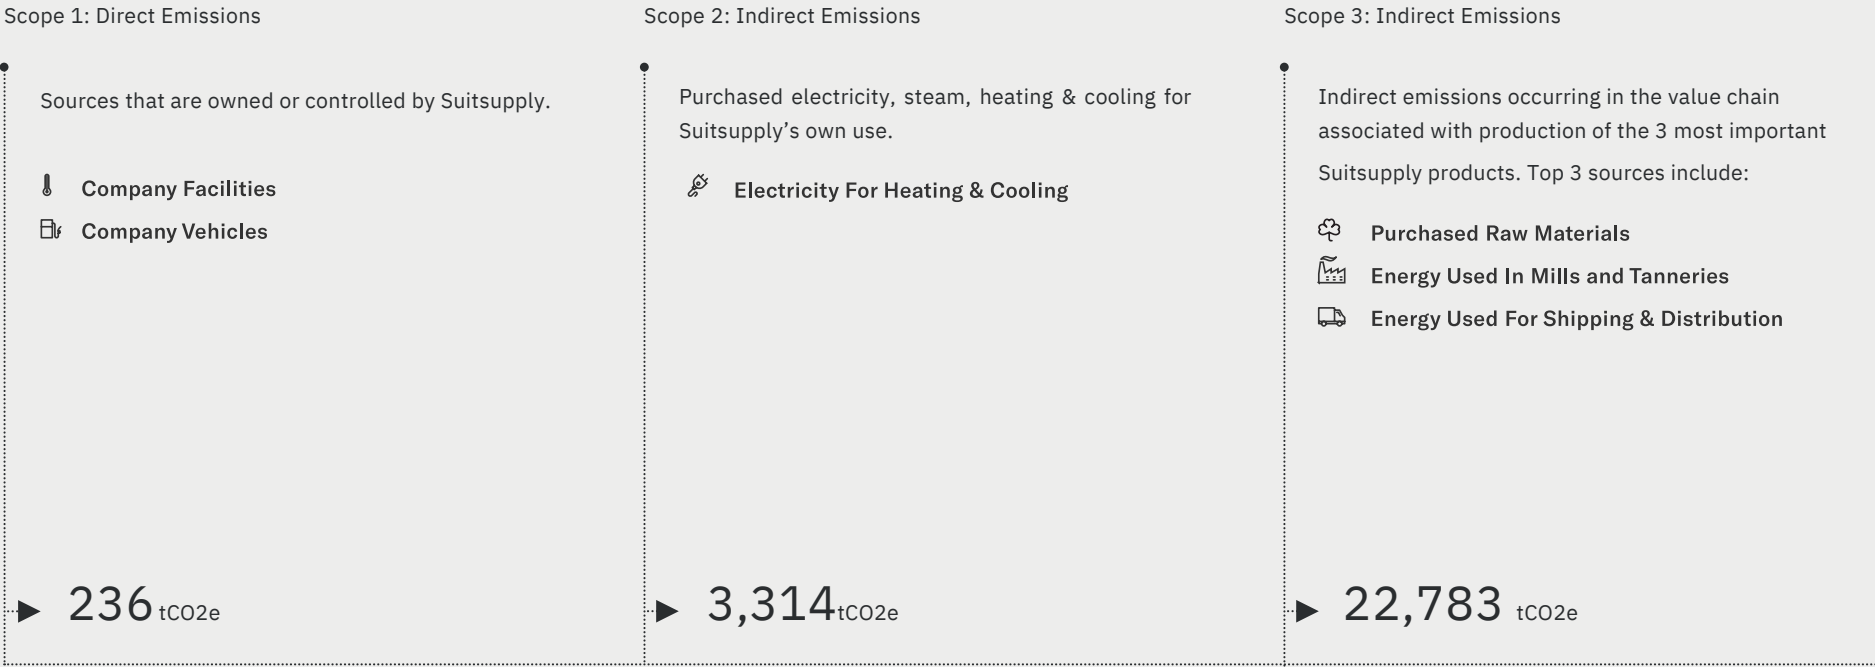 Scope 1: Direct Emissions
Sources that are owned or controlled by Suitsupply.
Company Facilities
Company Vehicles
236 tCO2e
Scope 2: Indirect Emissions
Purchased electricity, steam, heating & cooling for
Suitsupply’s own use.
Electricity For Heating & Cooling
3,314tCO2e
Scope 3: Indirect Emissions
Indirect emissions occurring in the value chain
associated with production of the 3 most important
Suitsupply products. Top 3 sources include:
Purchased Raw Materials
Energy Used In Mills and Tanneries
Energy Used For Shipping & Distribution
22,783 tCO2e